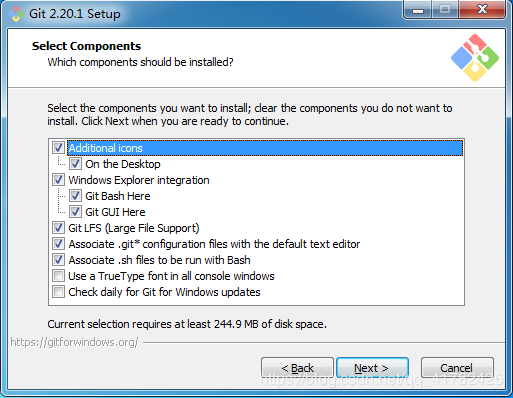 Git 2.20.1 Setup
Select Components
Which components should be installed?
Select the components you want to install; clear the components you do not want to
install. Click Next when you are ready to continue.
Additional icons
On the Desktop
Windows Explorer integration
Git Bash Here
Git GUI Here
Git LFS (Large File Support)
Associate .git* configuration files with the default text editor
Associate .sh files to be run with Bash
Use a TrueType font in all console windows
Check daily for Git for Windows updates
Current selection requires at least 244.9 MB of disk space.
https://gitforwindows.org/
< Back Next > Cancel
https://blog.csdn.net/qq_41782425